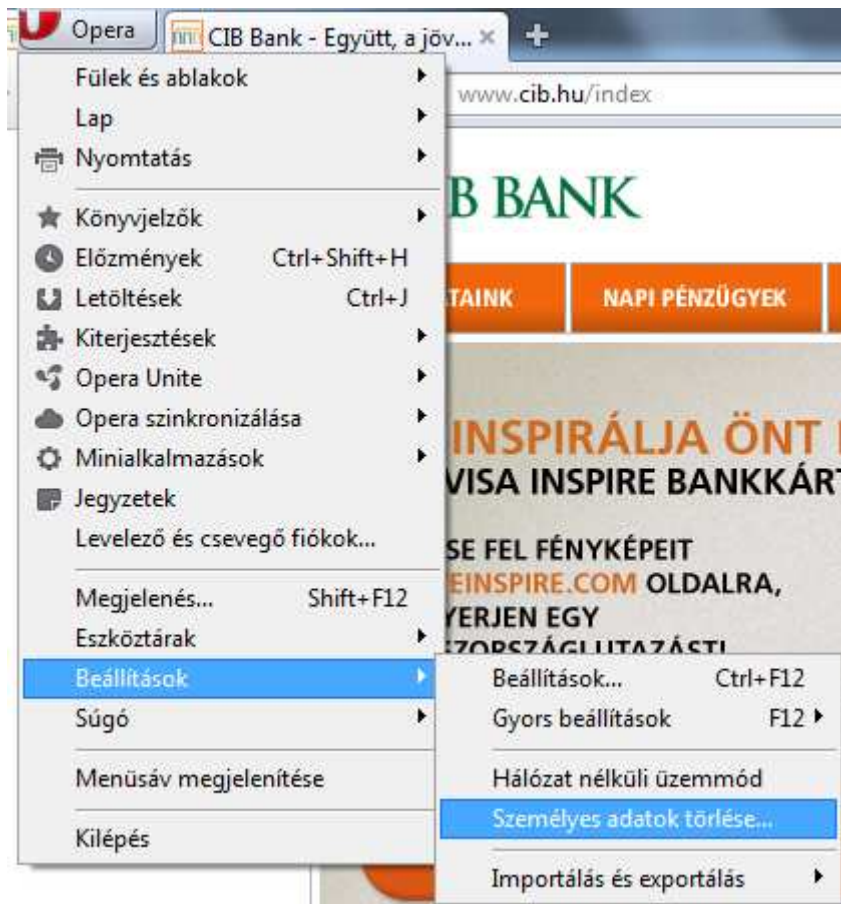 Opera
CIB Bank - Együtt, a jöv...
Fülek és ablakok
Lap
Nyomtatás
Könyvjelzők
Előzmények Ctrl+Shift+H
Letöltések Ctrl+J
Kiterjesztések
Opera Unite
Opera szinkronizálása
Minialkalmazások
Jegyzetek
Levelező és csevegő fiókok...
Megjelenés... Shift+F12
Eszköztárak
Beállítások
Súgó
Menüsáv megjelenítése
Kilépés
www.cib.hu/index
B BANK
TAINK
NAPI PÉNZÜGYEK
INSPIRÁLJA ÖNT
VISA INSPIRE BANKKÁRT
SE FEL FÉNYKÉPEIT
EINSPIRE.COM OLDALRA,
YERJEN EGY
Beállítások... Ctrl+F12
Gyors beállítások F12
Hálózat nélküli üzemmód
Személyes adatok törlése...
Importálás és exportálás